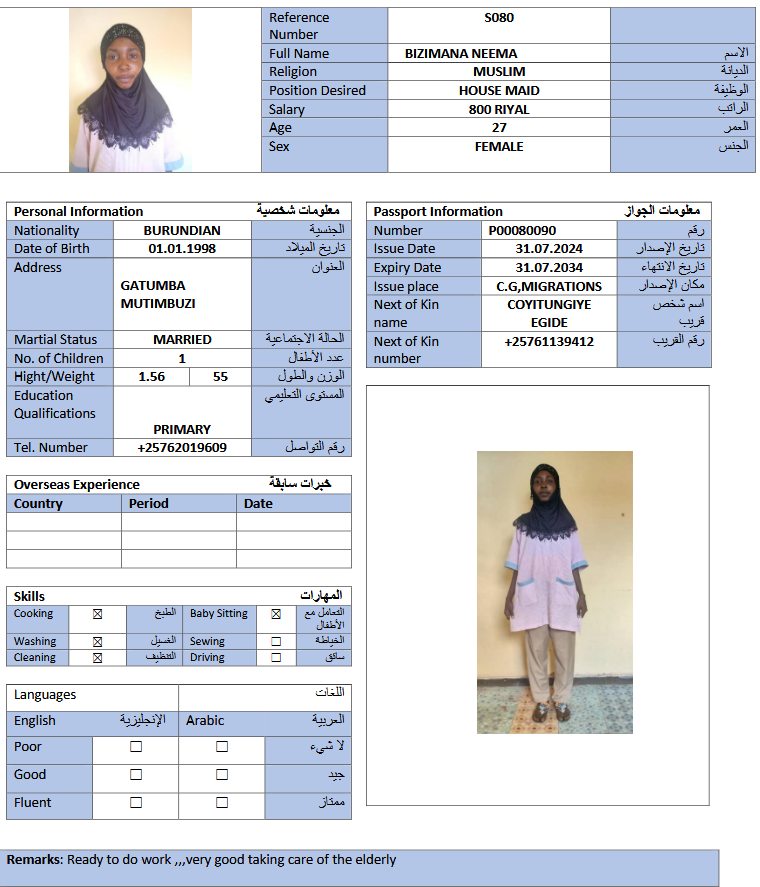 Reference Number S080
Full Name BIZIMANA NEEMA الاسم
Religion MUSLIM الديانة
Position Desired HOUSE MAID الوظيفة
Salary 800 RIYAL الراتب
Age 27 العمر
Sex FEMALE الجنس
Personal Information معلومات شخصية
Nationality BURUNDIAN الجنسية
Date of Birth 01.01.1998 تاريخ الميلاد
Address العنوان
GATUMBA
MUTIMBUZI
Martial Status MARRIED الحالة الاجتماعية
No. of Children 1 عدد الأطفال
Hight/Weight 1.56 55 الوزن والطول
Education Qualifications PRIMARY المستوى التعليمي
Tel. Number +25762019609 رقم التواصل
Passport Information معلومات الجواز
Number P00080090 رقم
Issue Date 31.07.2024 تاريخ الإصدار
Expiry Date 31.07.2034 تاريخ الانتهاء
Issue place C.G,MIGRATIONS مكان الإصدار
Next of Kin name COYITUNGIYE EGIDE اسم شخص قريب
Next of Kin number +25761139412 رقم القريب
Overseas Experience خبرات سابقة
Country Period Date
Skills المهارات
Cooking ☒ الطبخ Baby Sitting ☒ التعامل مع الأطفال
Washing ☒ الغسيل Sewing ☐ الخياطة
Cleaning ☒ التنظيف Driving ☐ سائق
Languages اللغات
English الإنجليزية Arabic العربية
Poor ☐ ☐ لا شيء
Good ☐ ☐ جيد
Fluent ☐ ☐ ممتاز
Remarks: Ready to do work ,,,very good taking care of the elderly